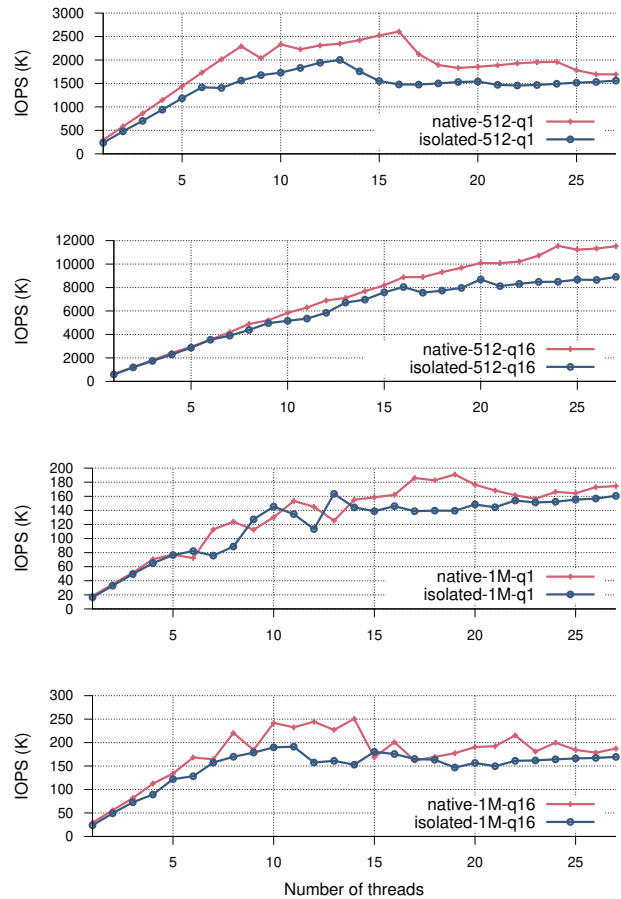 3000
2500
2000
1500
1000
500
0
IOPS (K)
native-512-q1
isolated-512-q1
5 10 15 20 25
12000
10000
8000
6000
4000
2000
0
IOPS (K)
native-512-q16
isolated-512-q16
5 10 15 20 25
200
180
160
140
120
100
80
60
40
20
0
IOPS (K)
native-1M-q1
isolated-1M-q1
5 10 15 20 25
300
250
200
150
100
50
0
IOPS (K)
native-1M-q16
isolated-1M-q16
5 10 15 20 25
Number of threads